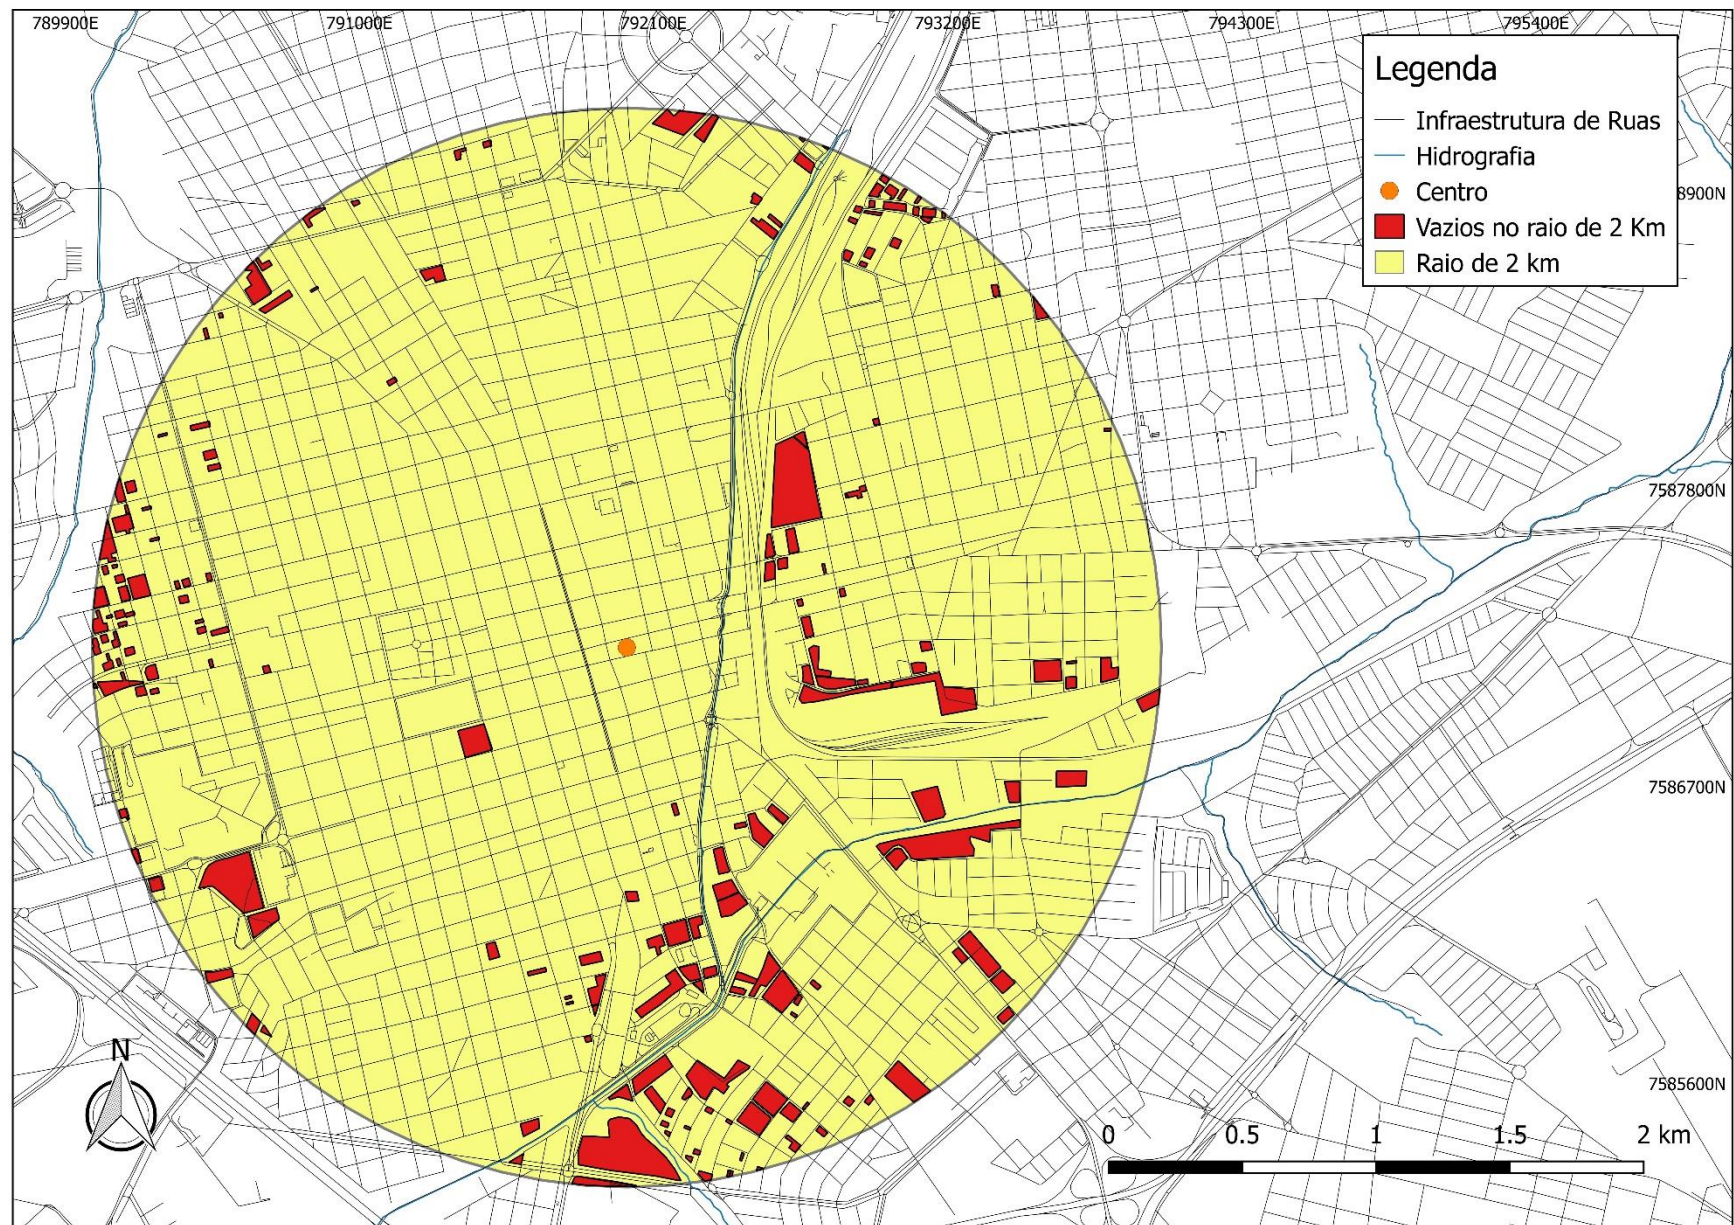 789900E 791000E 792100E 793200E 794300E 795400E
Legenda
Infraestrutura de Ruas
Hidrografia
Centro
Vazios no raio de 2 Km
Raio de 2 km
8900N
7587800N
7586700N
7585600N
N
0 0.5 1 1.5 2 km